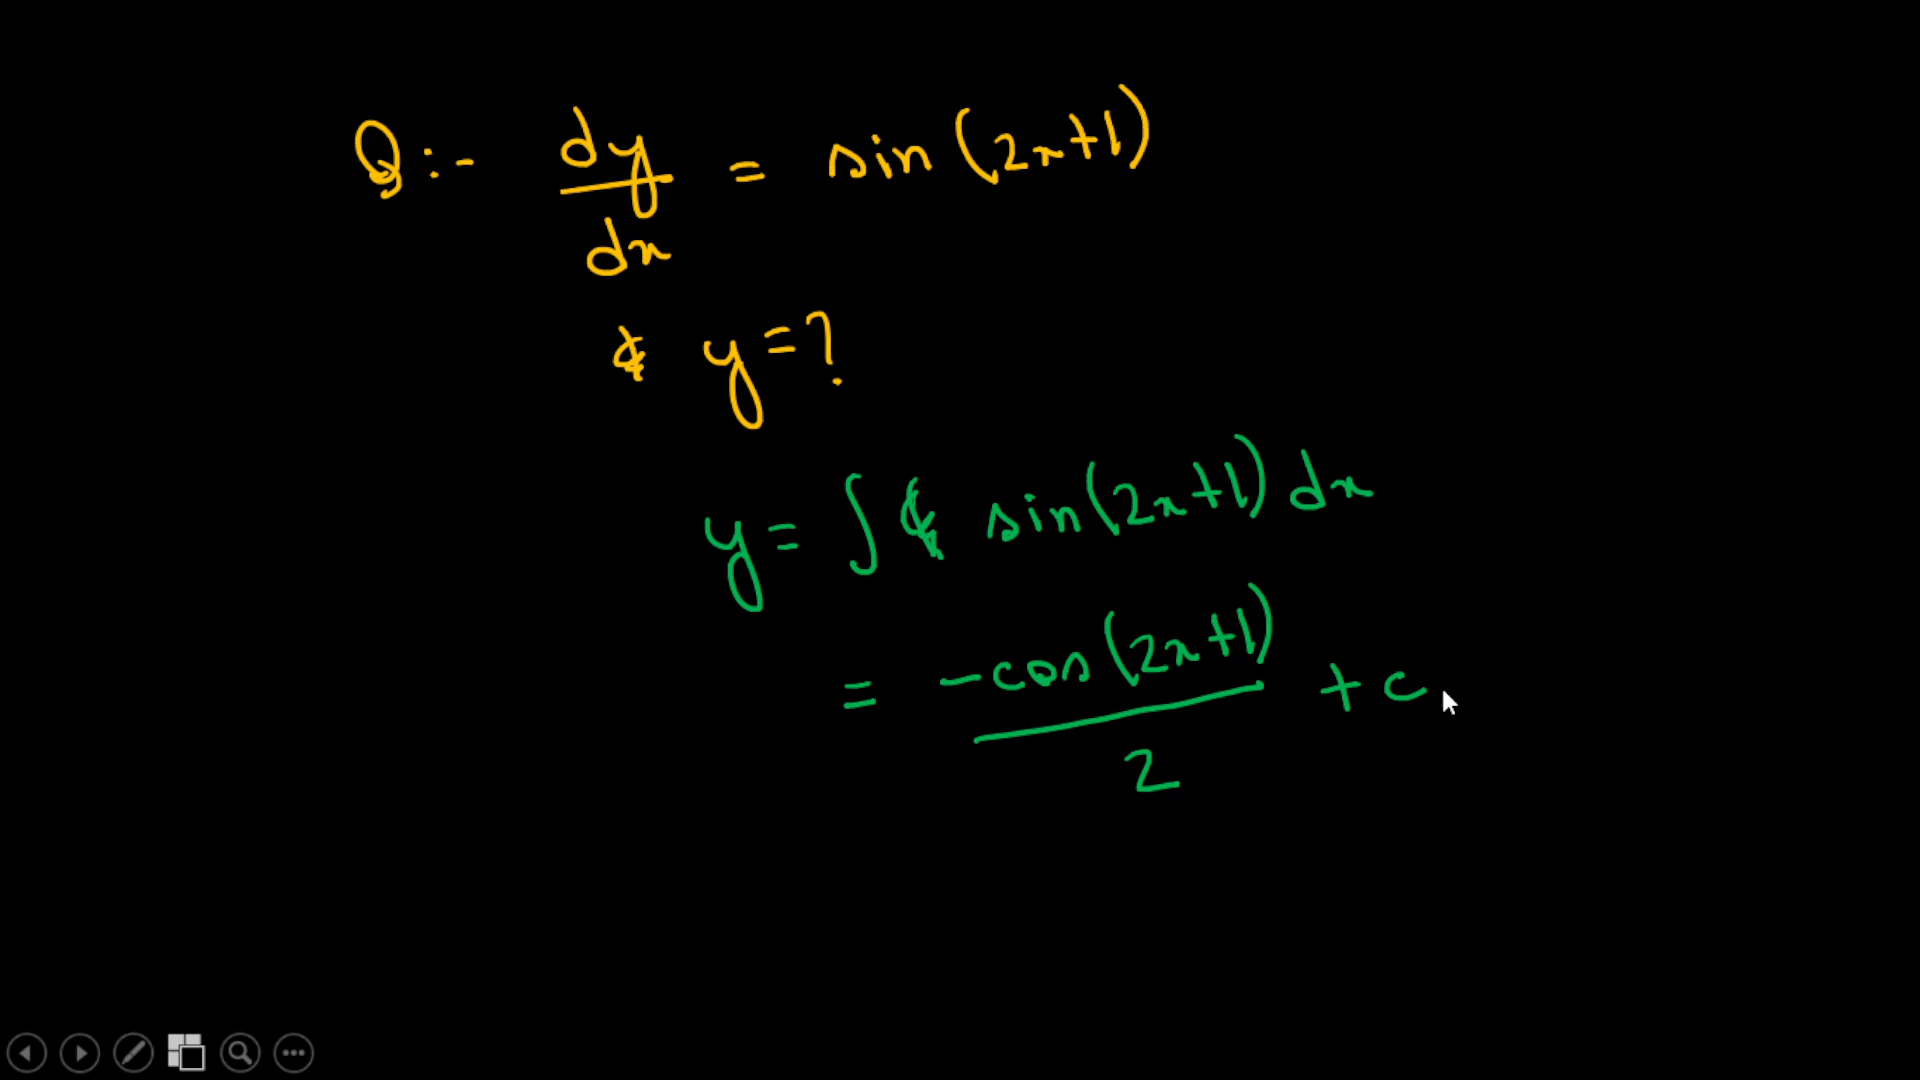 Q:- dy/dx = sin (2x+1)
& y=?
y= ∫ sin(2x+1) dx
= -cos(2x+1)/2 + c